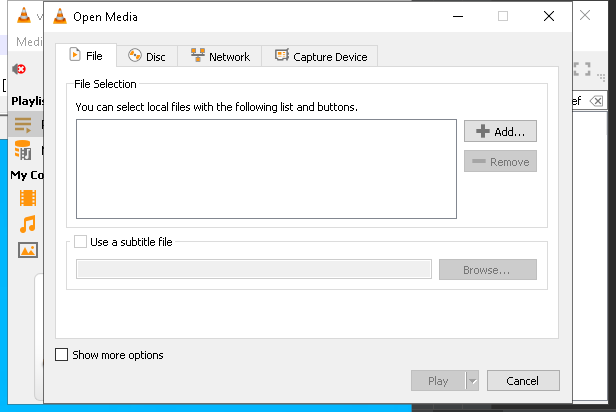 Open Media
Medi
File
Disc
Network
Capture Device
File Selection
You can select local files with the following list and buttons.
Add...
Remove
Playlis
My Co
Use a subtitle file
Browse...
Show more options
Play
Cancel
ef